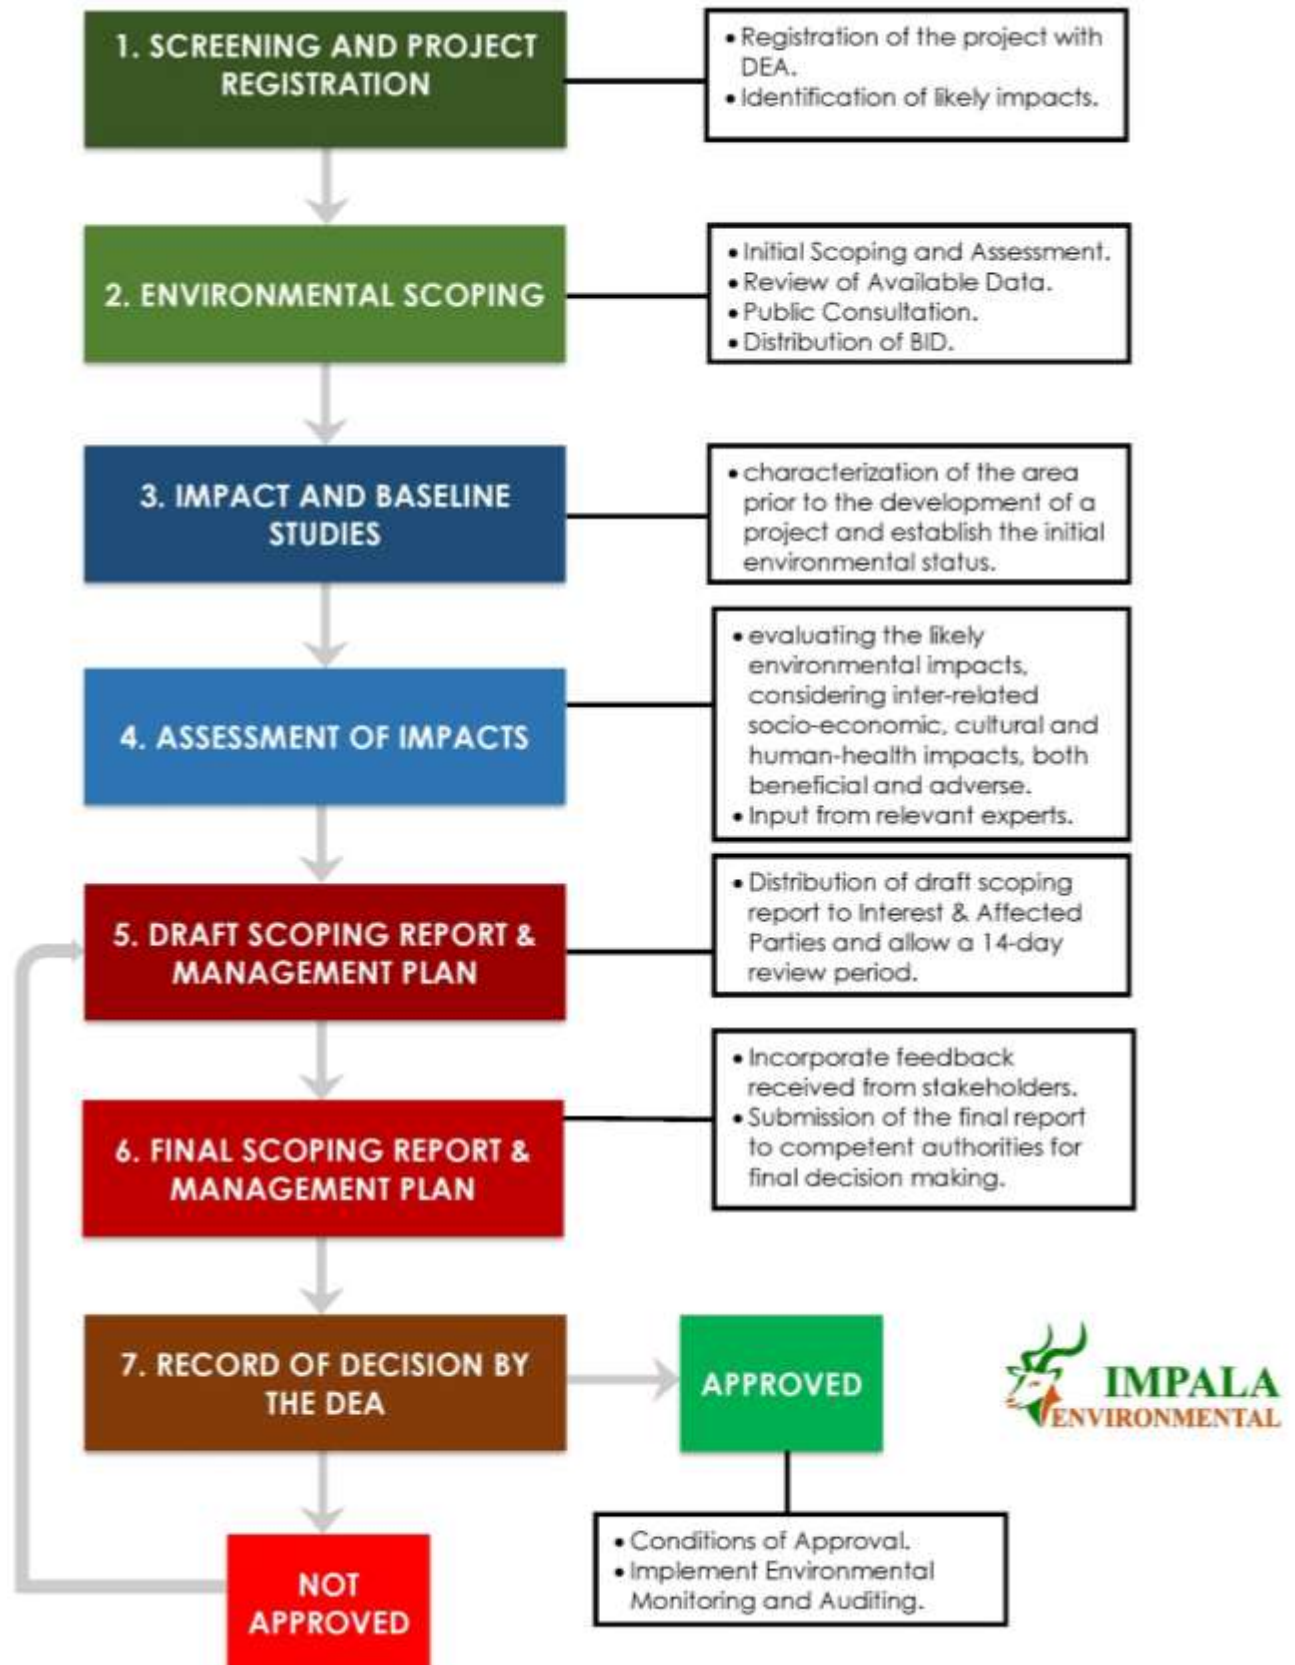 1. SCREENING AND PROJECT
REGISTRATION
• Registration of the project with
DEA.
• Identification of likely impacts.
2. ENVIRONMENTAL SCOPING
• Initial Scoping and Assessment.
• Review of Available Data.
• Public Consultation.
• Distribution of BID.
3. IMPACT AND BASELINE
STUDIES
• characterization of the area
prior to the development of a
project and establish the initial
environmental status.
4. ASSESSMENT OF IMPACTS
• evaluating the likely
environmental impacts,
considering inter-related
socio-economic, cultural and
human-health impacts, both
beneficial and adverse.
• Input from relevant experts.
5. DRAFT SCOPING REPORT &
MANAGEMENT PLAN
• Distribution of draft scoping
report to Interest & Affected
Parties and allow a 14-day
review period.
6. FINAL SCOPING REPORT &
MANAGEMENT PLAN
• Incorporate feedback
received from stakeholders.
• Submission of the final report
to competent authorities for
final decision making.
7. RECORD OF DECISION BY
THE DEA
APPROVED
IMPALA
ENVIRONMENTAL
• Conditions of Approval.
• Implement Environmental
Monitoring and Auditing.
NOT
APPROVED